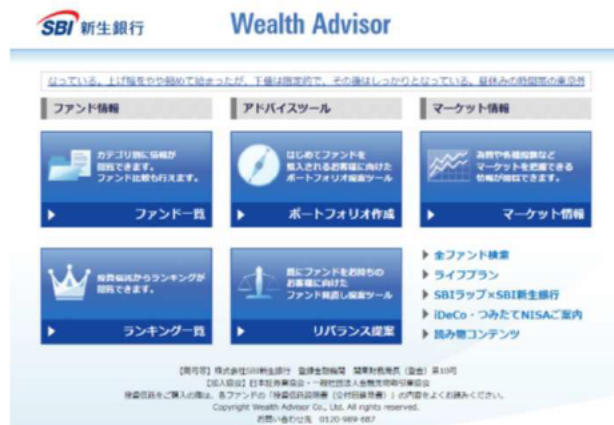 SBI 新生銀行
Wealth Advisor
なっている。上げ幅をやや縮めて始まったが、下値は限定的で、その後はしっかりとなっている。昼休みの時間帯の東京外
ファンド情報
カテゴリ別に情報が
閲覧できます。
ファンド比較も行えます。
ファンド一覧
投資信託からランキングが
閲覧できます。
ランキング一覧
アドバイスツール
はじめてファンドを
購入されるお客様に向けた
ポートフォリオ提案ツール
ポートフォリオ作成
既にファンドをお持ちの
お客様に向けた
ファンド見直し提案ツール
リバランス提案
マーケット情報
為替や各種指数など
マーケットを把握できる
情報が閲覧できます。
マーケット情報
全ファンド検索
ライフプラン
SBIラップ×SBI新生銀行
iDeCo・つみたてNISAご案内
読み物コンテンツ
【商号等】株式会社SBI新生銀行 登録金融機関 関東財務局長（登金）第10号
【加入協会】日本証券業協会・一般社団法人金融先物取引業協会
投資信託をご購入の際は、各ファンドの「投資信託説明書（交付目論見書）」の内容をよくお読みください。
Copyright Wealth Advisor Co., Ltd. All rights reserved.
お問い合わせ先 0120-989-687